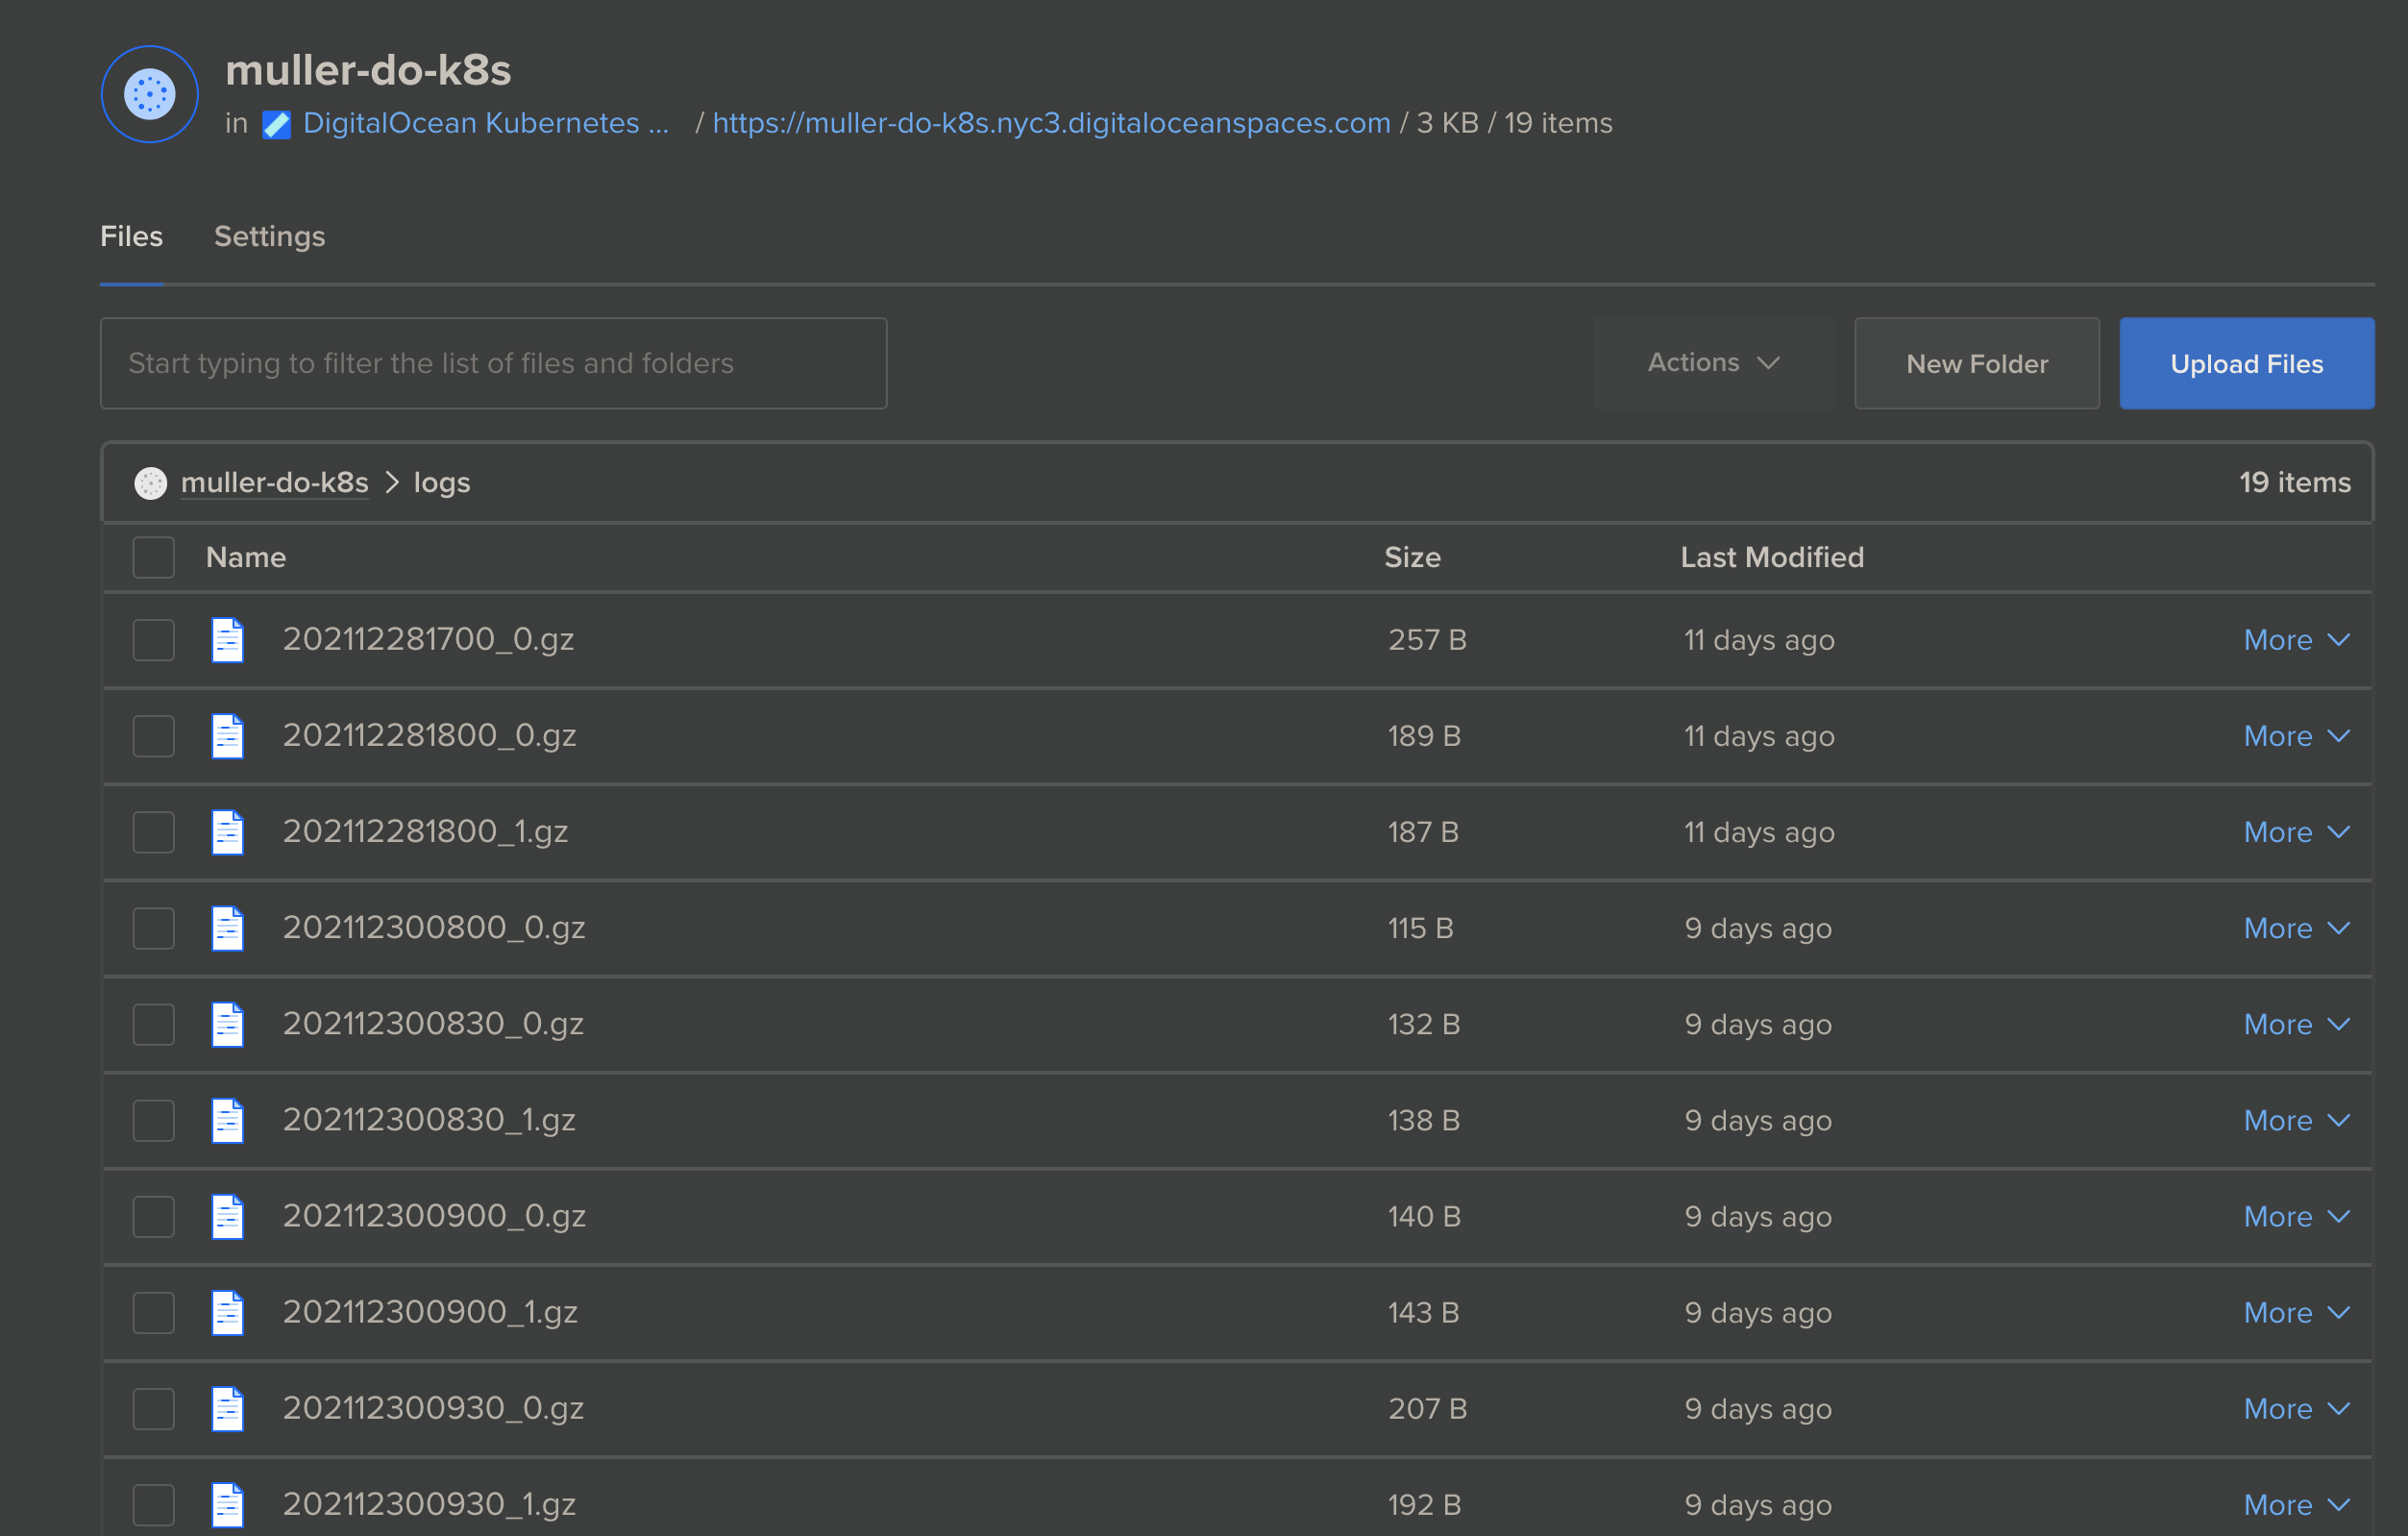 muller-do-k8s
in DigitalOcean Kubernetes ... / https://muller-do-k8s.nyc3.digitaloceanspaces.com / 3 KB / 19 items
Files Settings
Start typing to filter the list of files and folders Actions New Folder Upload Files
muller-do-k8s > logs 19 items
Name Size Last Modified
202112281700_0.gz 257 B 11 days ago More
202112281800_0.gz 189 B 11 days ago More
202112281800_1.gz 187 B 11 days ago More
202112300800_0.gz 115 B 9 days ago More
202112300830_0.gz 132 B 9 days ago More
202112300830_1.gz 138 B 9 days ago More
202112300900_0.gz 140 B 9 days ago More
202112300900_1.gz 143 B 9 days ago More
202112300930_0.gz 207 B 9 days ago More
202112300930_1.gz 192 B 9 days ago More